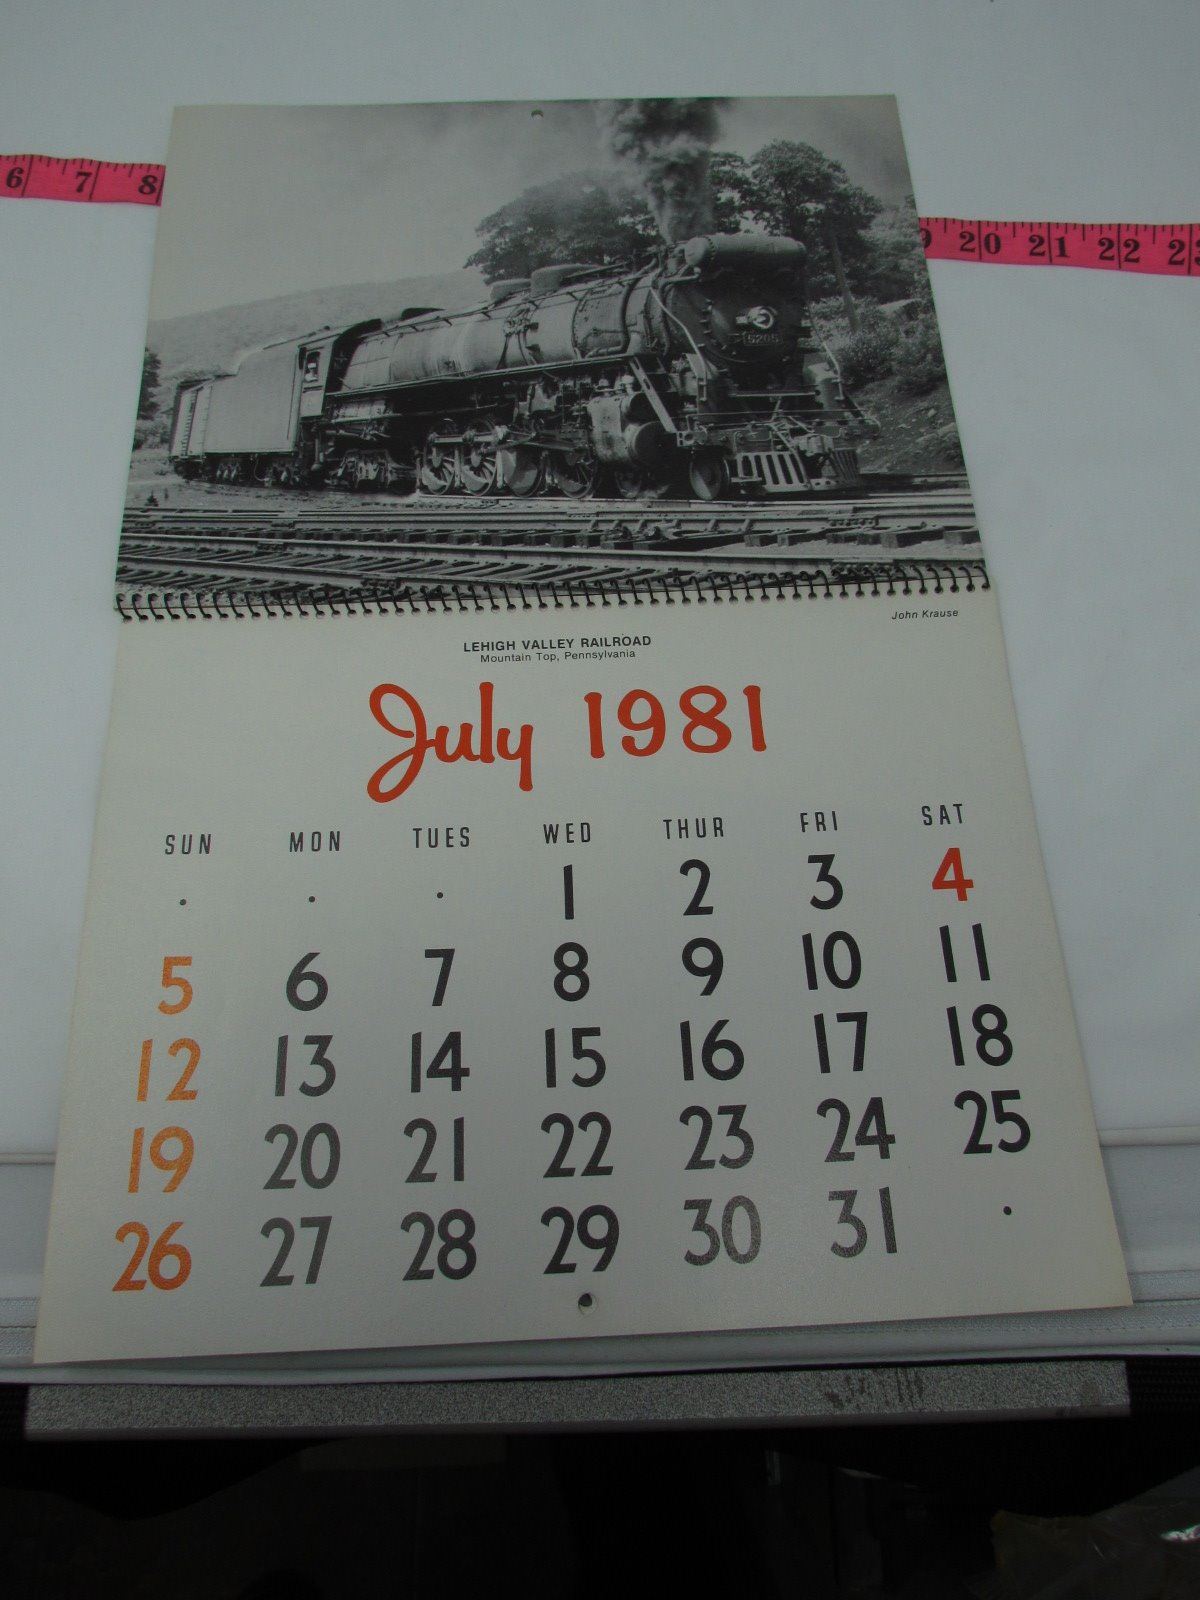 6 7 8
9 20 21 22 23
5205
John Krause
LEHIGH VALLEY RAILROAD
Mountain Top, Pennsylvania
July 1981
SUN MON TUES WED THUR FRI SAT
. . . 1 2 3 4
5 6 7 8 9 10 11
12 13 14 15 16 17 18
19 20 21 22 23 24 25
26 27 28 29 30 31 .